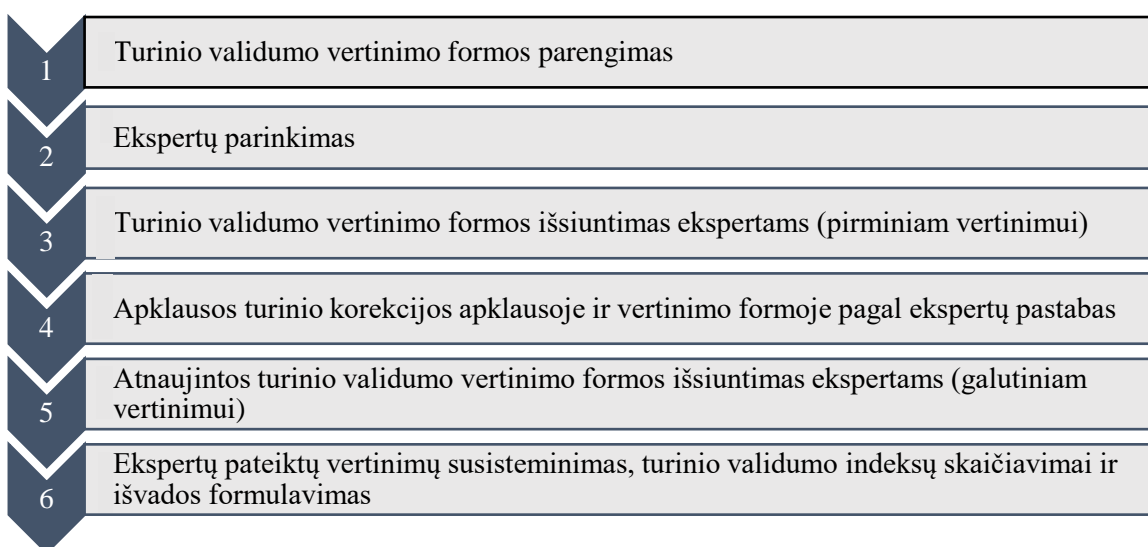 1
Turinio validumo vertinimo formos parengimas
2
Ekspertų parinkimas
3
Turinio validumo vertinimo formos išsiuntimas ekspertams (pirminiam vertinimui)
4
Apklausos turinio korekcijos apklausoje ir vertinimo formoje pagal ekspertų pastabas
5
Atnaujintos turinio validumo vertinimo formos išsiuntimas ekspertams (galutiniam
vertinimui)
6
Ekspertų pateiktų vertinimų susisteminimas, turinio validumo indeksų skaičiavimai ir
išvados formulavimas